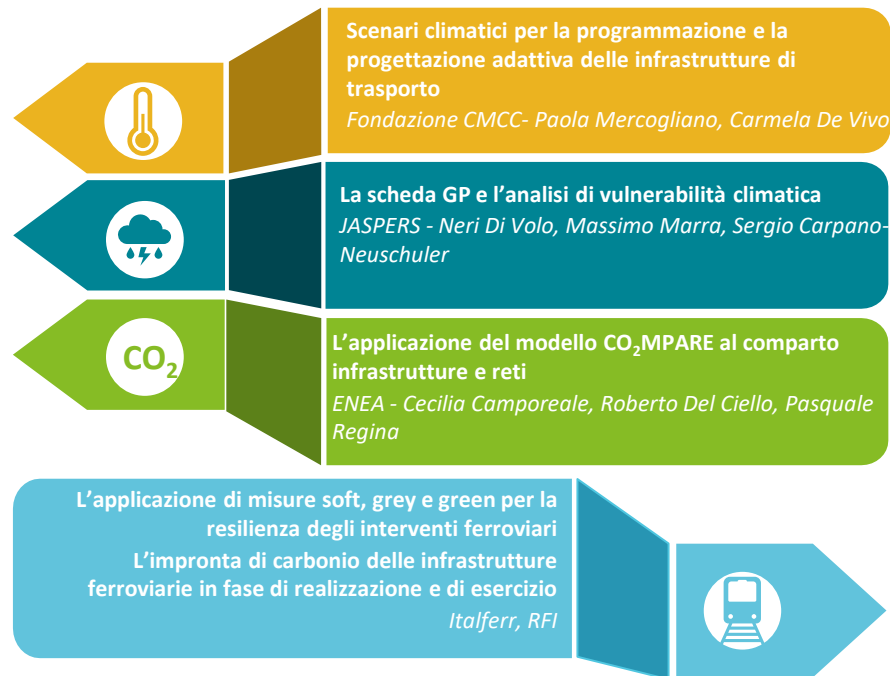 Scenari climatici per la programmazione e la
progettazione adattiva delle infrastrutture di
trasporto
Fondazione CMCC- Paola Mercogliano, Carmela De Vivo
La scheda GP e l'analisi di vulnerabilità climatica
JASPERS - Neri Di Volo, Massimo Marra, Sergio Carpano-
Neuschuler
CO₂
L'applicazione del modello CO₂MPARE al comparto
infrastrutture e reti
ENEA - Cecilia Camporeale, Roberto Del Ciello, Pasquale
Regina
L'applicazione di misure soft, grey e green per la
resilienza degli interventi ferroviari
L'impronta di carbonio delle infrastrutture
ferroviarie in fase di realizzazione e di esercizio
Italferr, RFI